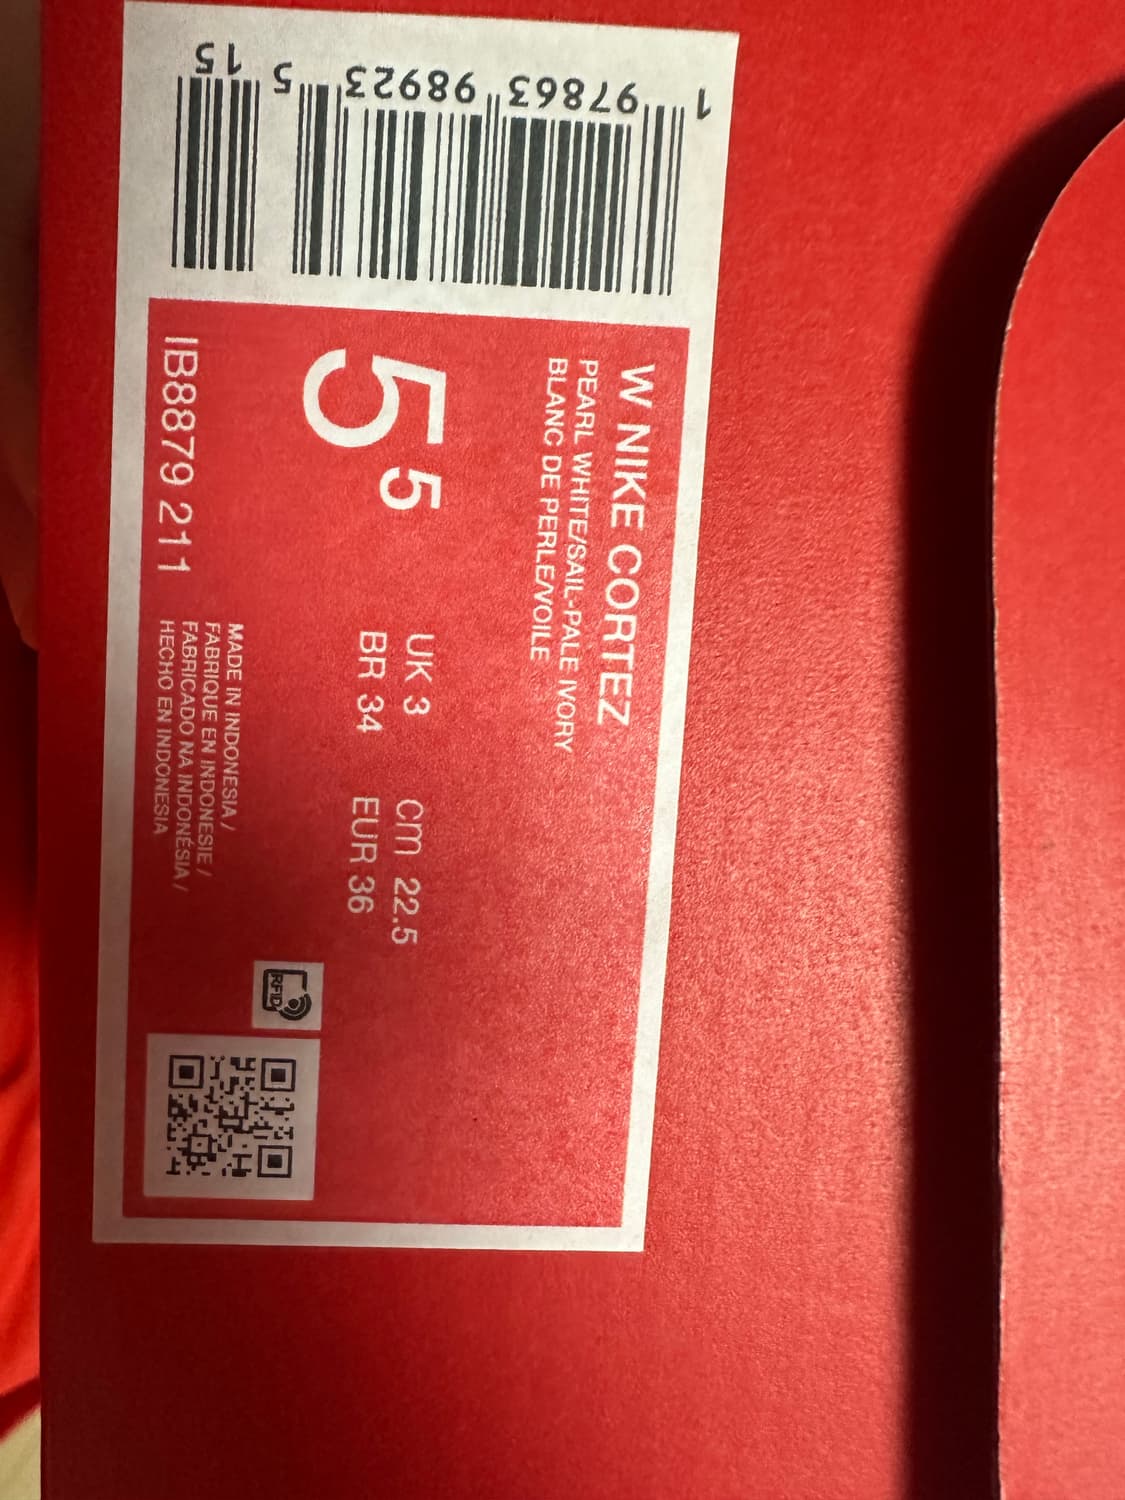 W NIKE CORTEZ
PEARL WHITE/SAIL-PALE IVORY
BLANC DE PERLE/VOILE
5 5
UK 3 cm 22.5
BR 34 EUR 36
MADE IN INDONESIA /
FABRIQUE EN INDONESIE /
FABRICADO NA INDONÉSIA /
HECHO EN INDONESIA
IB8879 211
RFID
1 97863 98923 5 15